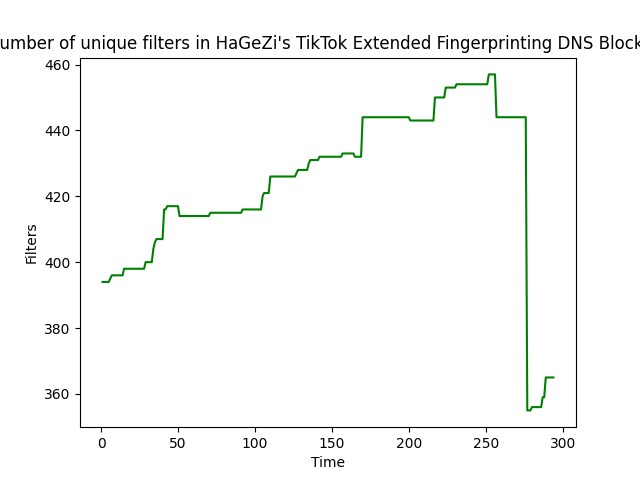 umber of unique filters in HaGeZi's TikTok Extended Fingerprinting DNS Block
460
440
420
400
380
360
Filters
0 50 100 150 200 250 300
Time